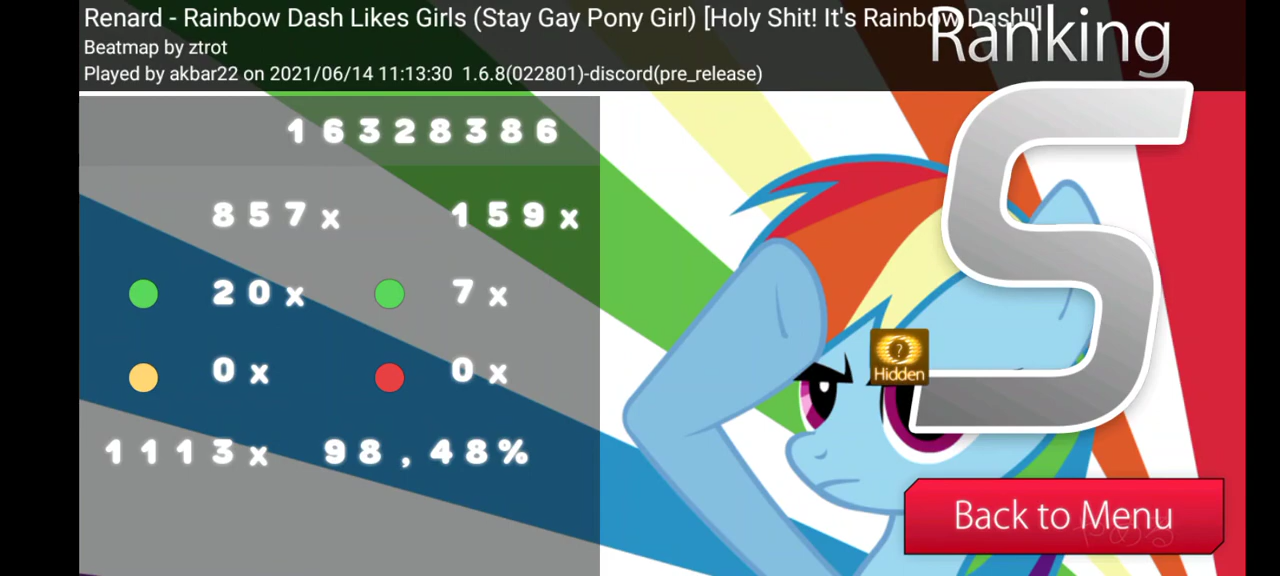 Renard - Rainbow Dash Likes Girls (Stay Gay Pony Girl) [Holy Shit! It's Rainbow Dash!!]
Ranking
Beatmap by ztrot
Played by akbar22 on 2021/06/14 11:13:30 1.6.8(022801)-discord(pre_release)
16328386
S
857x 159x
20x 7x
?
Hidden
0x 0x
1113x 98,48%
Back to Menu